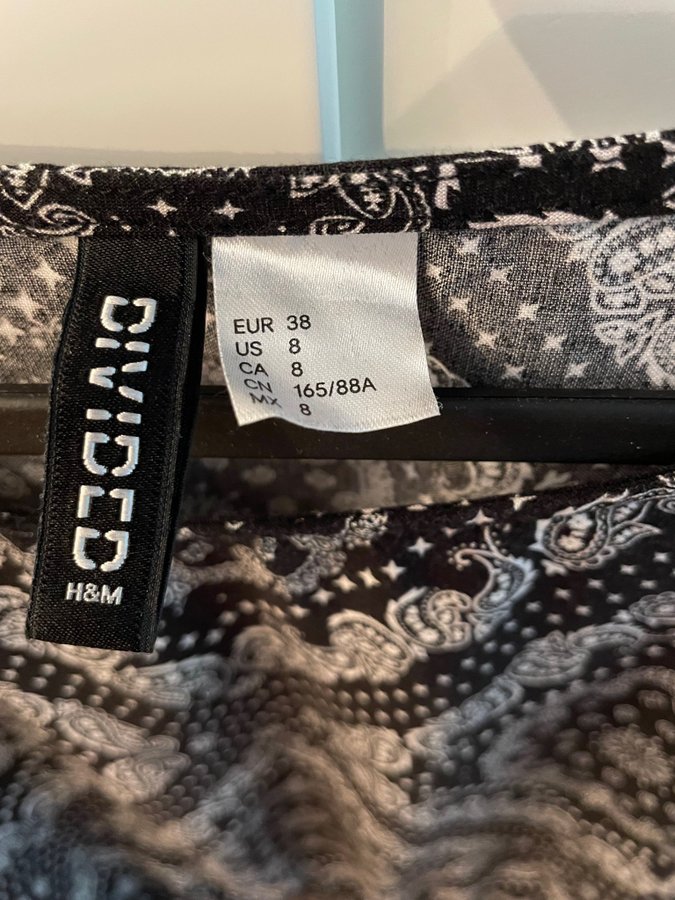 DIVIDED
H&M
EUR 38
US 8
CA 8
CN 165/88A
MX 8